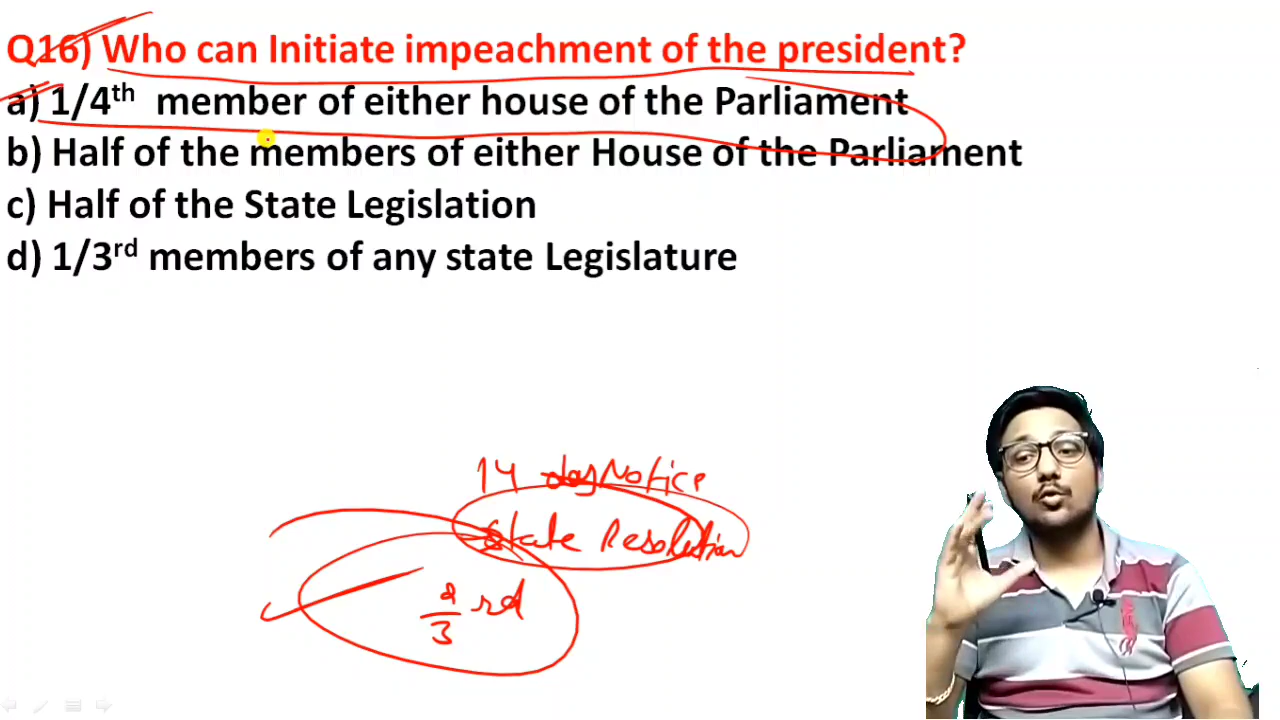 Q16) Who can Initiate impeachment of the president?
a) 1/4th member of either house of the Parliament
b) Half of the members of either House of the Parliament
c) Half of the State Legislation
d) 1/3rd members of any state Legislature
14 day Notice
State Resolution
2/3 rd